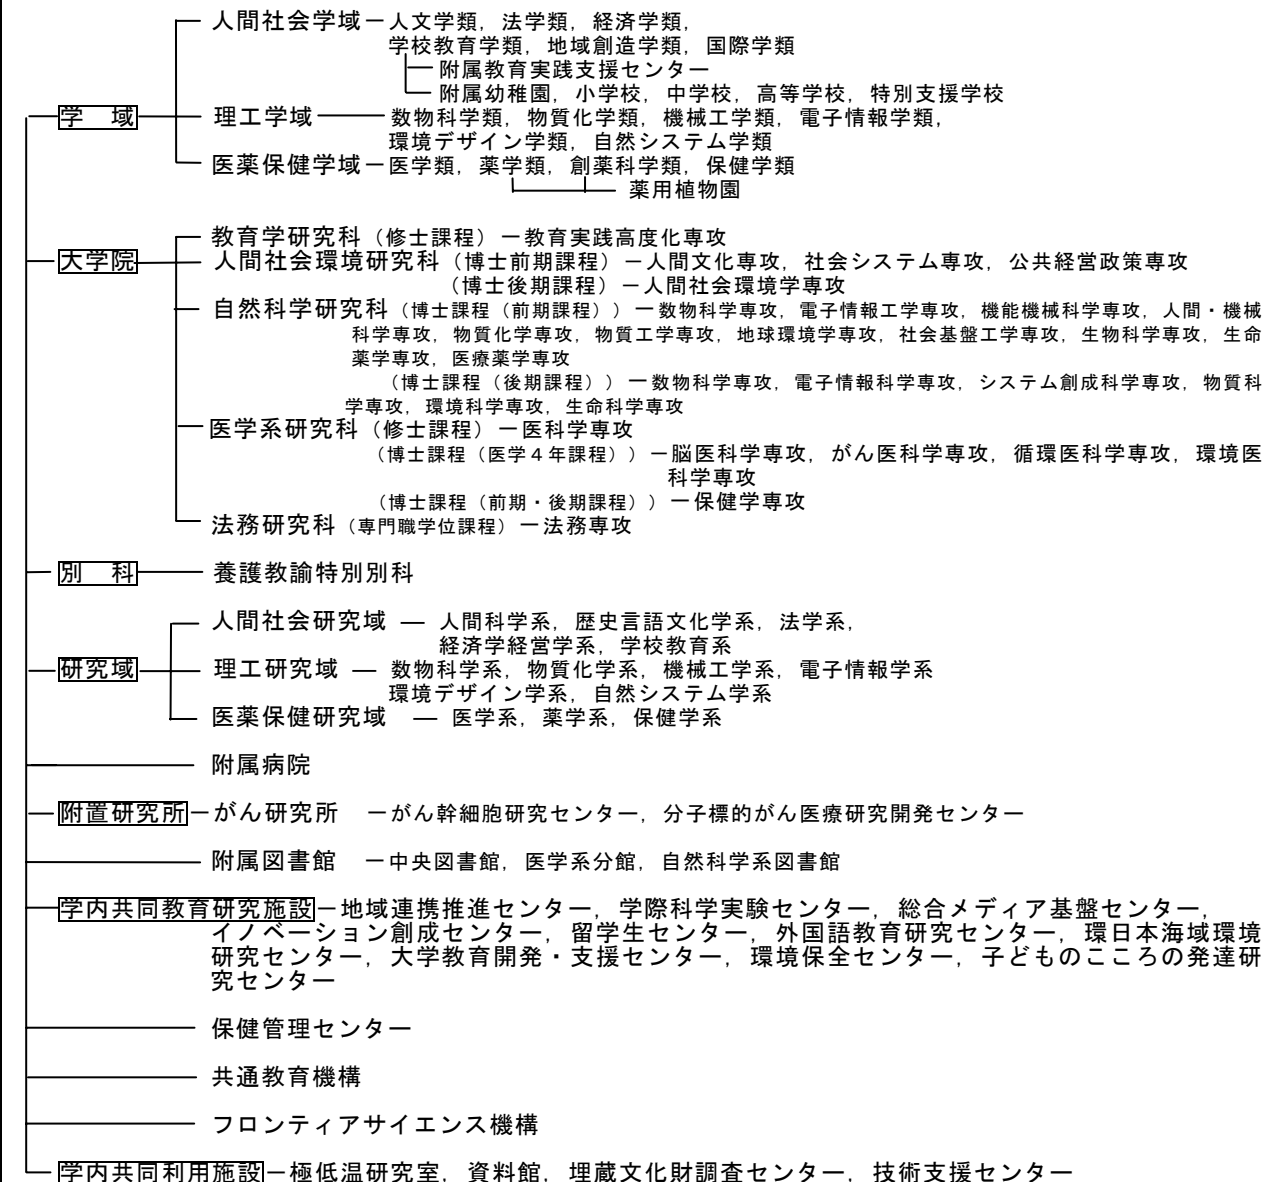 人間社会学域－人文学類，法学類，経済学類，
学校教育学類，地域創造学類，国際学類
附属教育実践支援センター
附属幼稚園，小学校，中学校，高等学校，特別支援学校
学　域
理工学域
数物科学類，物質化学類，機械工学類，電子情報学類，
環境デザイン学類，自然システム学類
医薬保健学域－医学類，薬学類，創薬科学類，保健学類
薬用植物園
教育学研究科（修士課程）－教育実践高度化専攻
大学院
人間社会環境研究科（博士前期課程）－人間文化専攻，社会システム専攻，公共経営政策専攻
（博士後期課程）－人間社会環境学専攻
自然科学研究科（博士課程（前期課程））－数物科学専攻，電子情報工学専攻，機能機械科学専攻，人間・機械
科学専攻，物質化学専攻，物質工学専攻，地球環境学専攻，社会基盤工学専攻，生物科学専攻，生命
薬学専攻，医療薬学専攻
（博士課程（後期課程））－数物科学専攻，電子情報科学専攻，システム創成科学専攻，物質科
学専攻，環境科学専攻，生命科学専攻
医学系研究科（修士課程）－医科学専攻
（博士課程（医学４年課程））－脳医科学専攻，がん医科学専攻，循環医科学専攻，環境医
科学専攻
（博士課程（前期・後期課程））－保健学専攻
法務研究科（専門職学位課程）－法務専攻
別　科
養護教諭特別別科
人間社会研究域 － 人間科学系，歴史言語文化学系，法学系，
経済学経営学系，学校教育系
研究域
理工研究域 － 数物科学系，物質化学系，機械工学系，電子情報学系
環境デザイン学系，自然システム学系
医薬保健研究域 － 医学系，薬学系，保健学系
附属病院
附置研究所－がん研究所　－がん幹細胞研究センター，分子標的がん医療研究開発センター
附属図書館　－中央図書館，医学系分館，自然科学系図書館
学内共同教育研究施設－地域連携推進センター，学際科学実験センター，総合メディア基盤センター，
イノベーション創成センター，留学生センター，外国語教育研究センター，環日本海域環境
研究センター，大学教育開発・支援センター，環境保全センター，子どものこころの発達研
究センター
保健管理センター
共通教育機構
フロンティアサイエンス機構
学内共同利用施設－極低温研究室，資料館，埋蔵文化財調査センター，技術支援センター